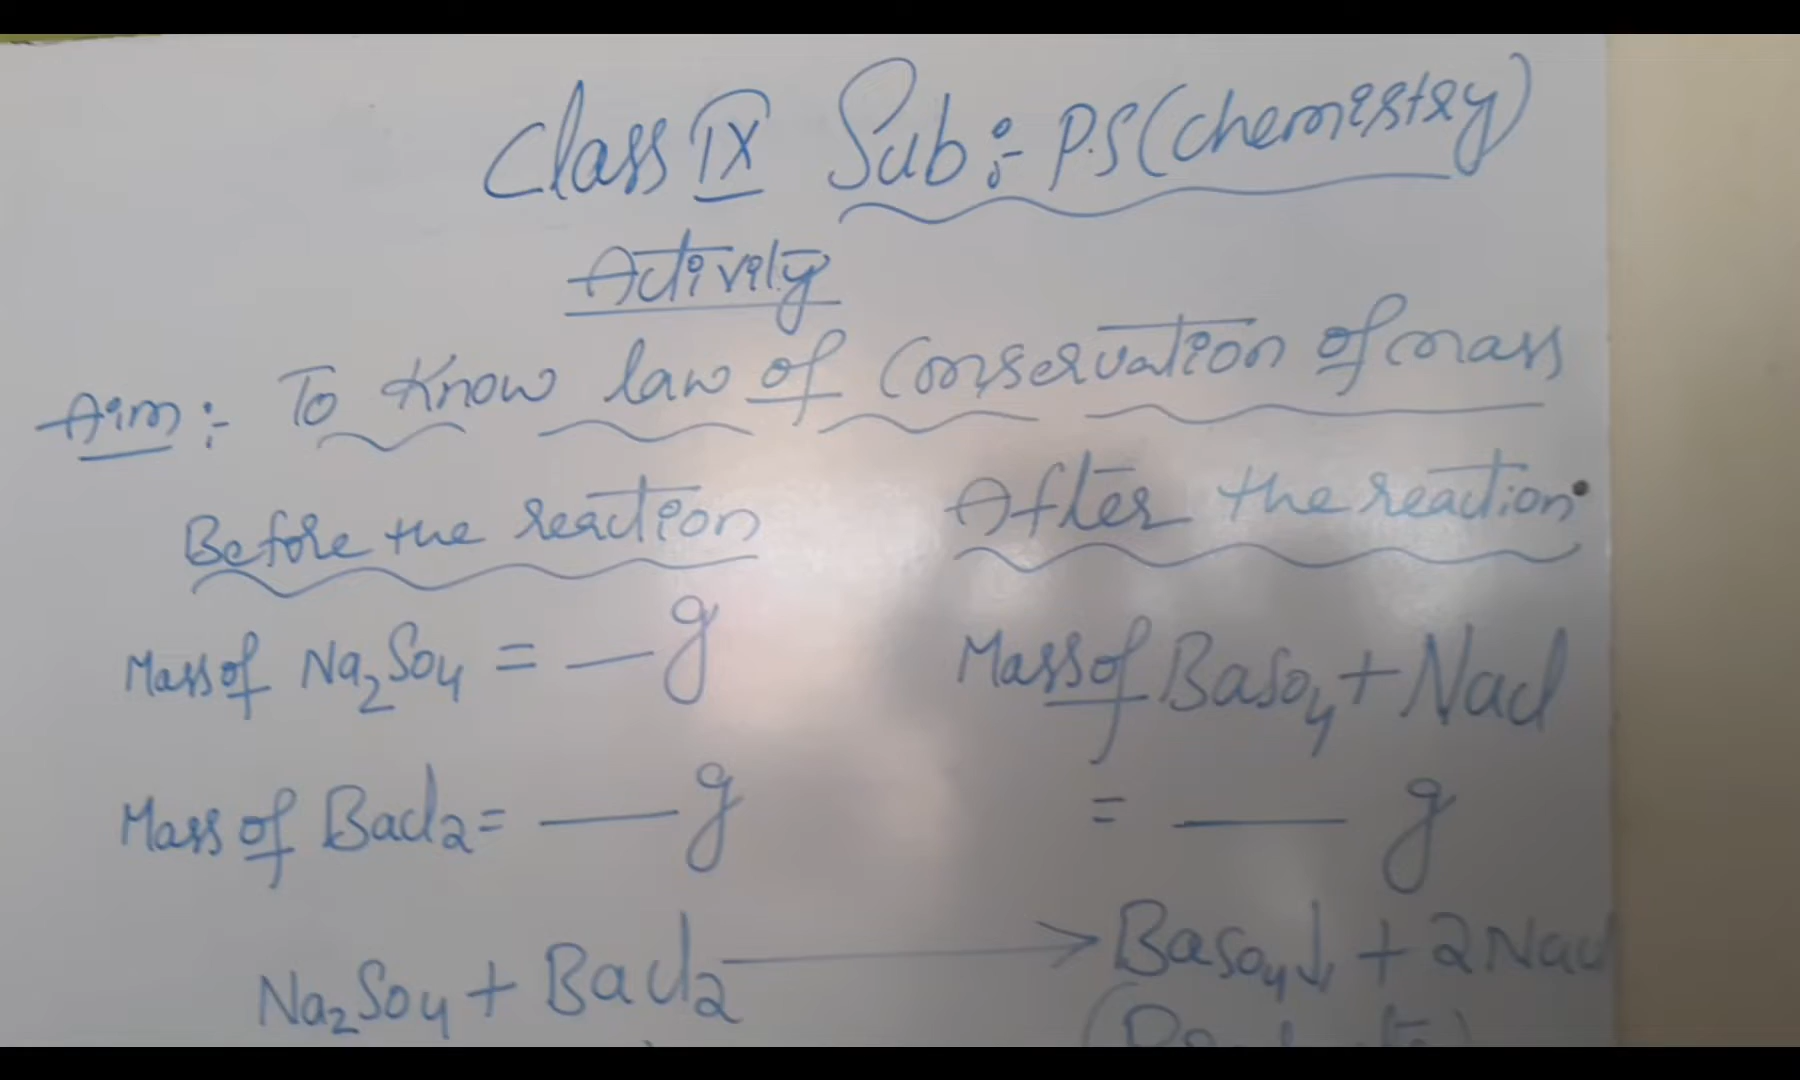 Class IX Sub:- P.S (chemistry)
Activity
Aim:- To Know law of Conservation of mass
Before the reaction After the reaction
Mass of Na₂So₄ = — g Mass of BaSo₄ + Nacl
Mass of Bacl₂ = — g = — g
Na₂So₄ + Bacl₂ → BaSo₄↓ + 2Nacl